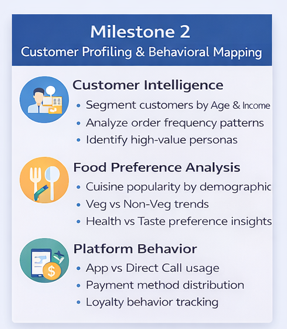 Milestone 2
Customer Profiling & Behavioral Mapping
Customer Intelligence
• Segment customers by Age & Income
• Analyze order frequency patterns
• Identify high-value personas
Food Preference Analysis
• Cuisine popularity by demographic
• Veg vs Non-Veg trends
• Health vs Taste preference insights
Platform Behavior
• App vs Direct Call usage
• Payment method distribution
• Loyalty behavior tracking